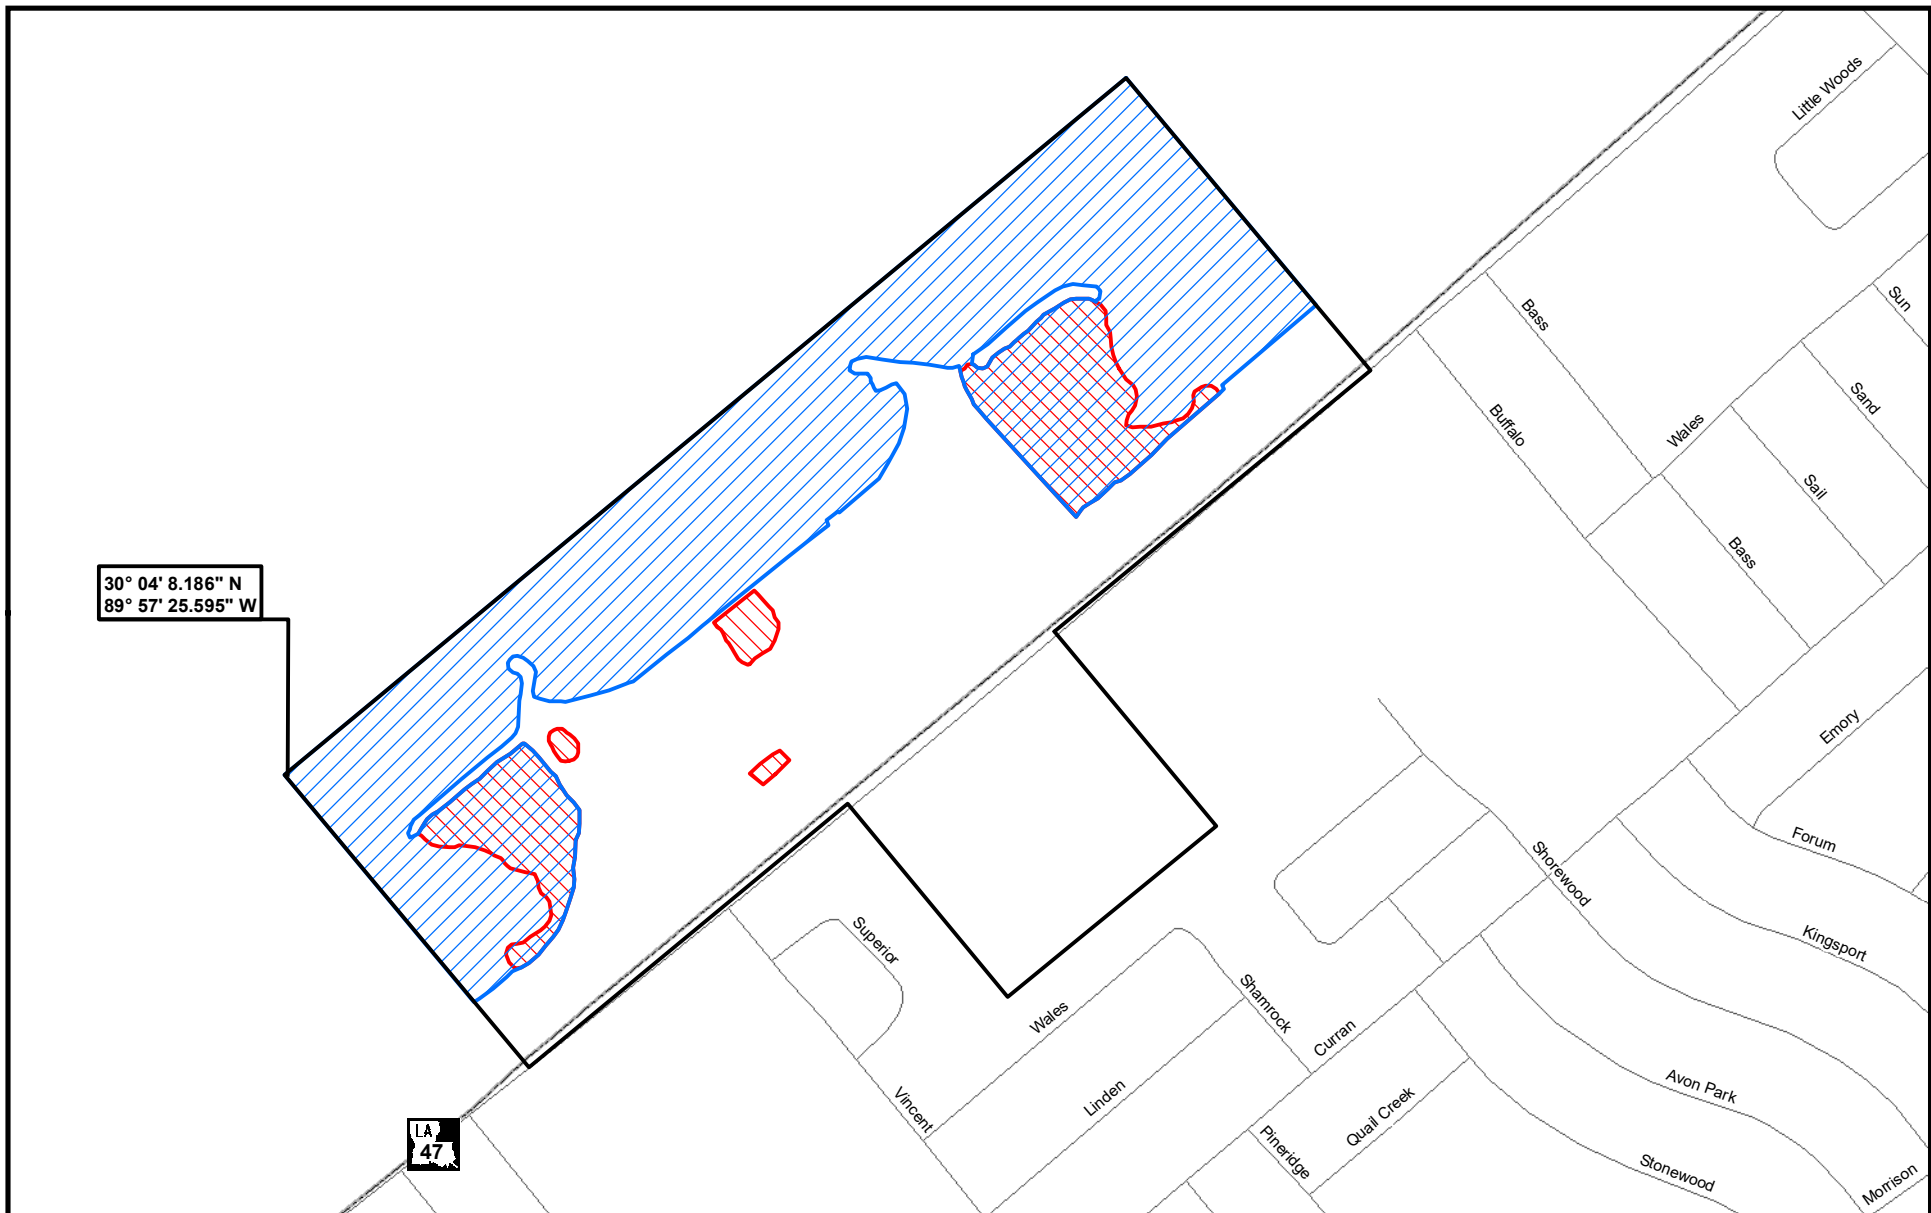 Little Woods
Sun
Bass
Sand
Buffalo
Wales
Sail
Bass
30° 04' 8.186" N
89° 57' 25.595" W
Emory
Forum
Shorewood
Superior
Kingsport
Shamrock
Wales
Curran
Avon Park
Linden
Vincent
Quail Creek
Pineridge
LA
47
Stonewood
Morrison